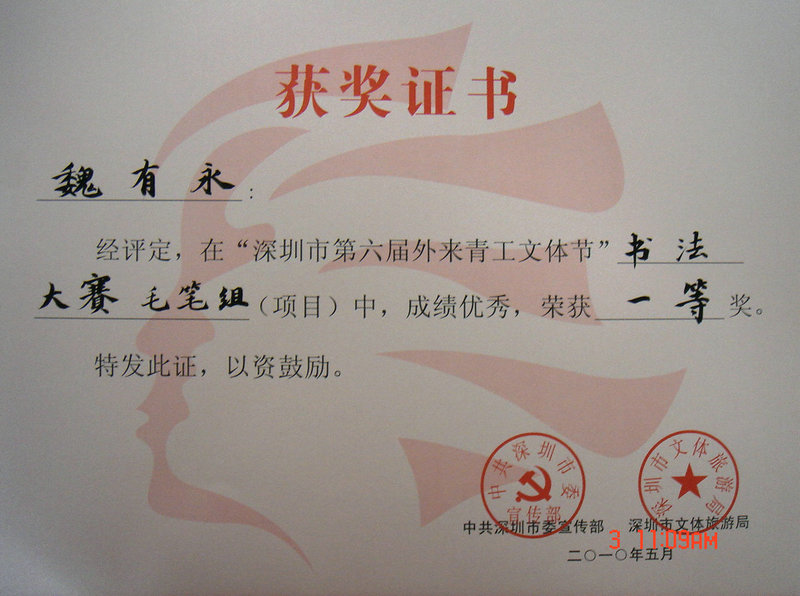 获奖证书
魏有永：
经评定，在“深圳市第六届外来青工文体节”书法
大赛 毛笔组（项目）中，成绩优秀，荣获 一等 奖。
特发此证，以资鼓励。
中共深圳市委
宣传部
深圳市文体旅游局
中共深圳市委宣传部 深圳市文体旅游局
3 11:09AM
二〇一〇年五月